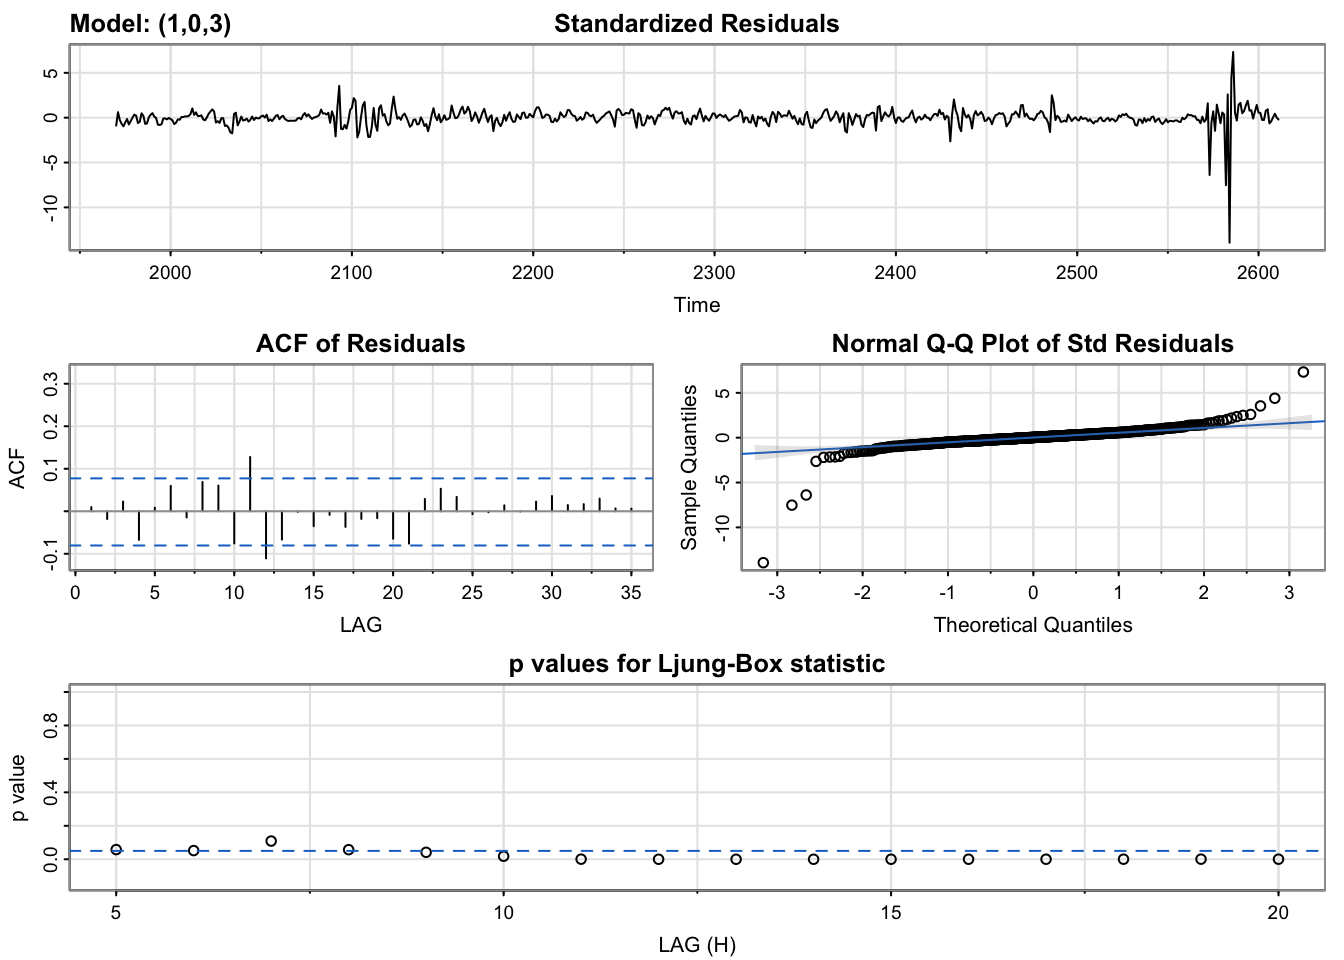 Model: (1,0,3) Standardized Residuals
5
0
-5
-10
2000 2100 2200 2300 2400 2500 2600
Time
ACF of Residuals
ACF
0.3
0.2
0.1
-0.1
0 5 10 15 20 25 30 35
LAG
Normal Q-Q Plot of Std Residuals
Sample Quantiles
5
0
-5
-10
-3 -2 -1 0 1 2 3
Theoretical Quantiles
p values for Ljung-Box statistic
p value
0.8
0.4
0.0
5 10 15 20
LAG (H)